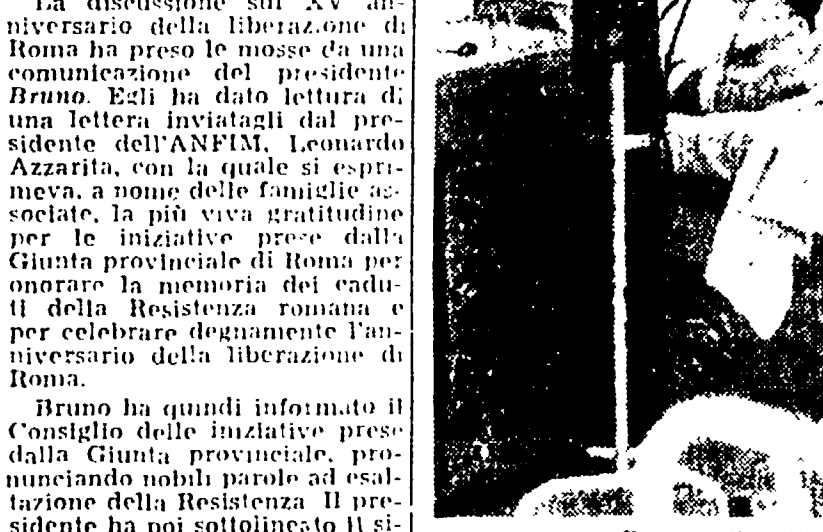 La discussione sul XV an-
niversario della liberazione di
Roma ha preso le mosse da una
comunicazione del presidente
Bruno. Egli ha dato lettura di
una lettera inviatagli dal pre-
sidente dell'ANFIM, Leonardo
Azzarita, con la quale si espri-
meva, a nome delle famiglie as-
sociate, la più viva gratitudine
per le iniziative prese dalla
Giunta provinciale di Roma per
onorare la memoria dei cadu-
ti della Resistenza romana e
per celebrare degnamente l'an-
niversario della liberazione di
Roma.
Bruno ha quindi informato il
Consiglio delle iniziative prese
dalla Giunta provinciale, pro-
nunciando nobili parole ad esal-
tazione della Resistenza Il pre-
sidente ha poi sottolineato il si-